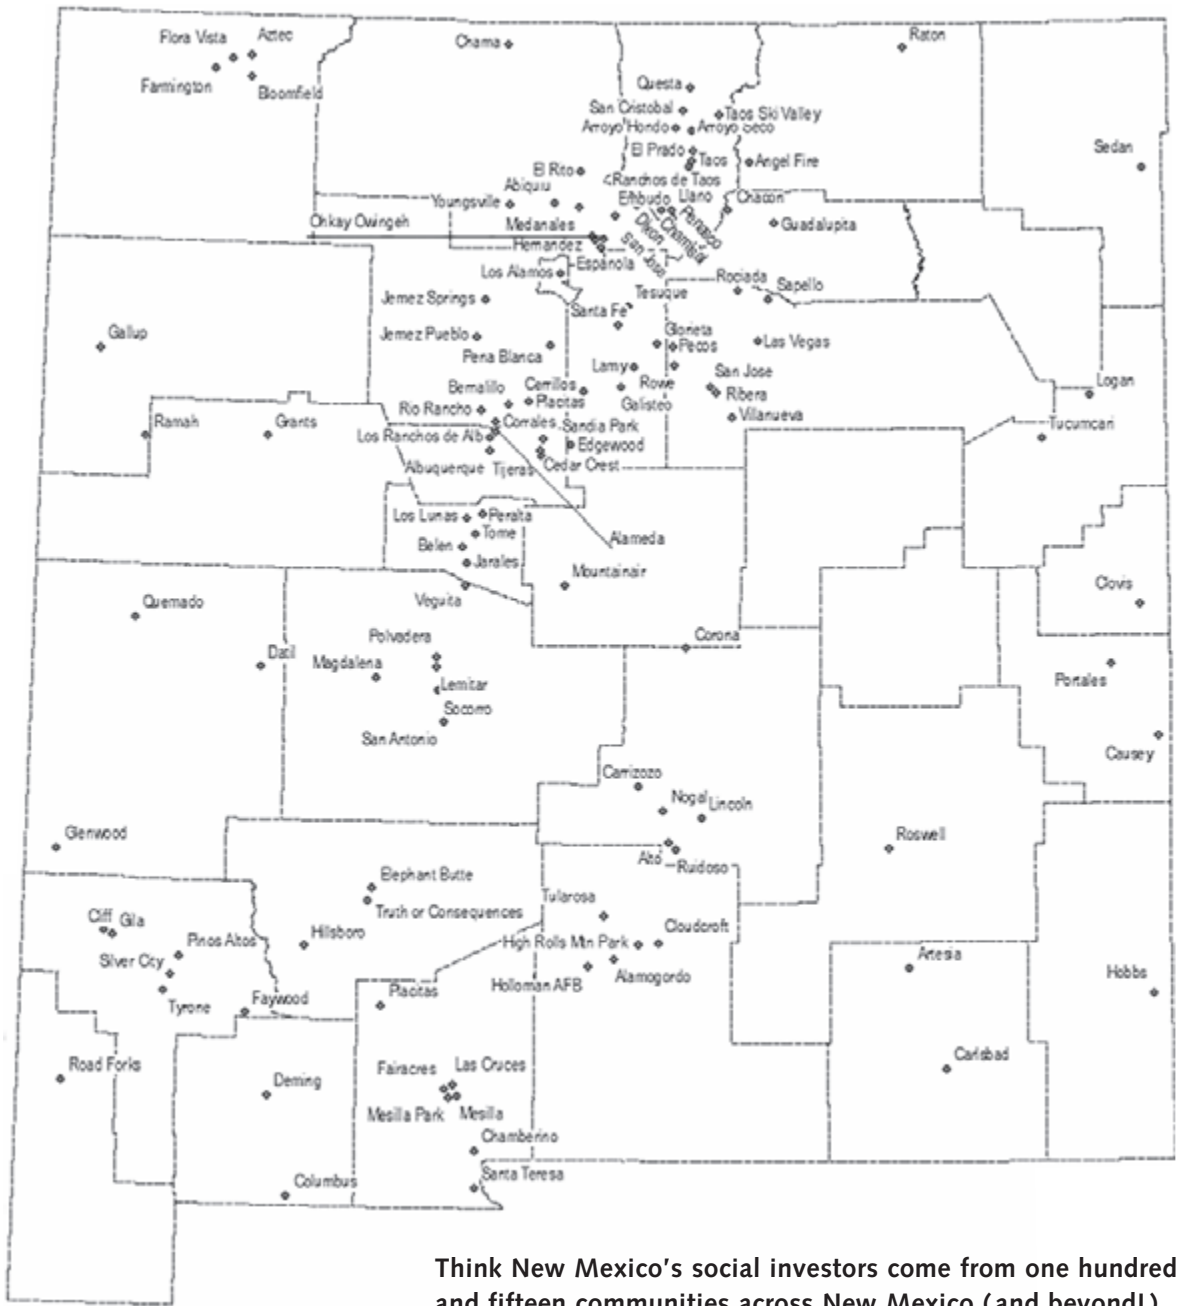 Flora Vista
Aztec
Farmington
Bloomfield
Chama
Raton
Questa
San Cristobal
Taos Ski Valley
Arroyo Hondo
Arroyo Seco
El Prado
Taos
Angel Fire
Sedan
El Rito
Ranchos de Taos
Abiquiu
Youngsville
Embudo
Llano
Chacon
Ohkay Owingeh
Medanales
Dixon
Chamisal
Penasco
Guadalupita
Hernandez
San Jose
Española
Los Alamos
Rociada
Sapello
Jemez Springs
Tesuque
Santa Fe
Gallup
Jemez Pueblo
Glorieta
Pecos
Las Vegas
Pena Blanca
Lamy
San Jose
Logan
Bernalillo
Cerrillos
Rowe
Ribera
Rio Rancho
Placitas
Galisteo
Villanueva
Ramah
Grants
Corrales
Sandia Park
Tucumcari
Los Ranchos de Alb
Edgewood
Albuquerque
Tijeras
Cedar Crest
Los Lunas
Peralta
Tome
Alameda
Belen
Jarales
Mountainair
Clovis
Veguita
Quemado
Polvadera
Corona
Datil
Magdalena
Lemitar
Portales
Socorro
San Antonio
Causey
Carrizozo
Nogal
Lincoln
Glenwood
Roswell
Alto
Ruidoso
Elephant Butte
Tularosa
Truth or Consequences
Cliff
Gila
Hillsboro
Cloudcroft
Pinos Altos
High Rolls Mtn Park
Artesia
Silver City
Holloman AFB
Alamogordo
Hobbs
Tyrone
Faywood
Placitas
Road Forks
Fairacres
Las Cruces
Carlsbad
Deming
Mesilla Park
Mesilla
Chamberino
Columbus
Santa Teresa
Think New Mexico's social investors come from one hundred
and fifteen communities across New Mexico (and beyond!)